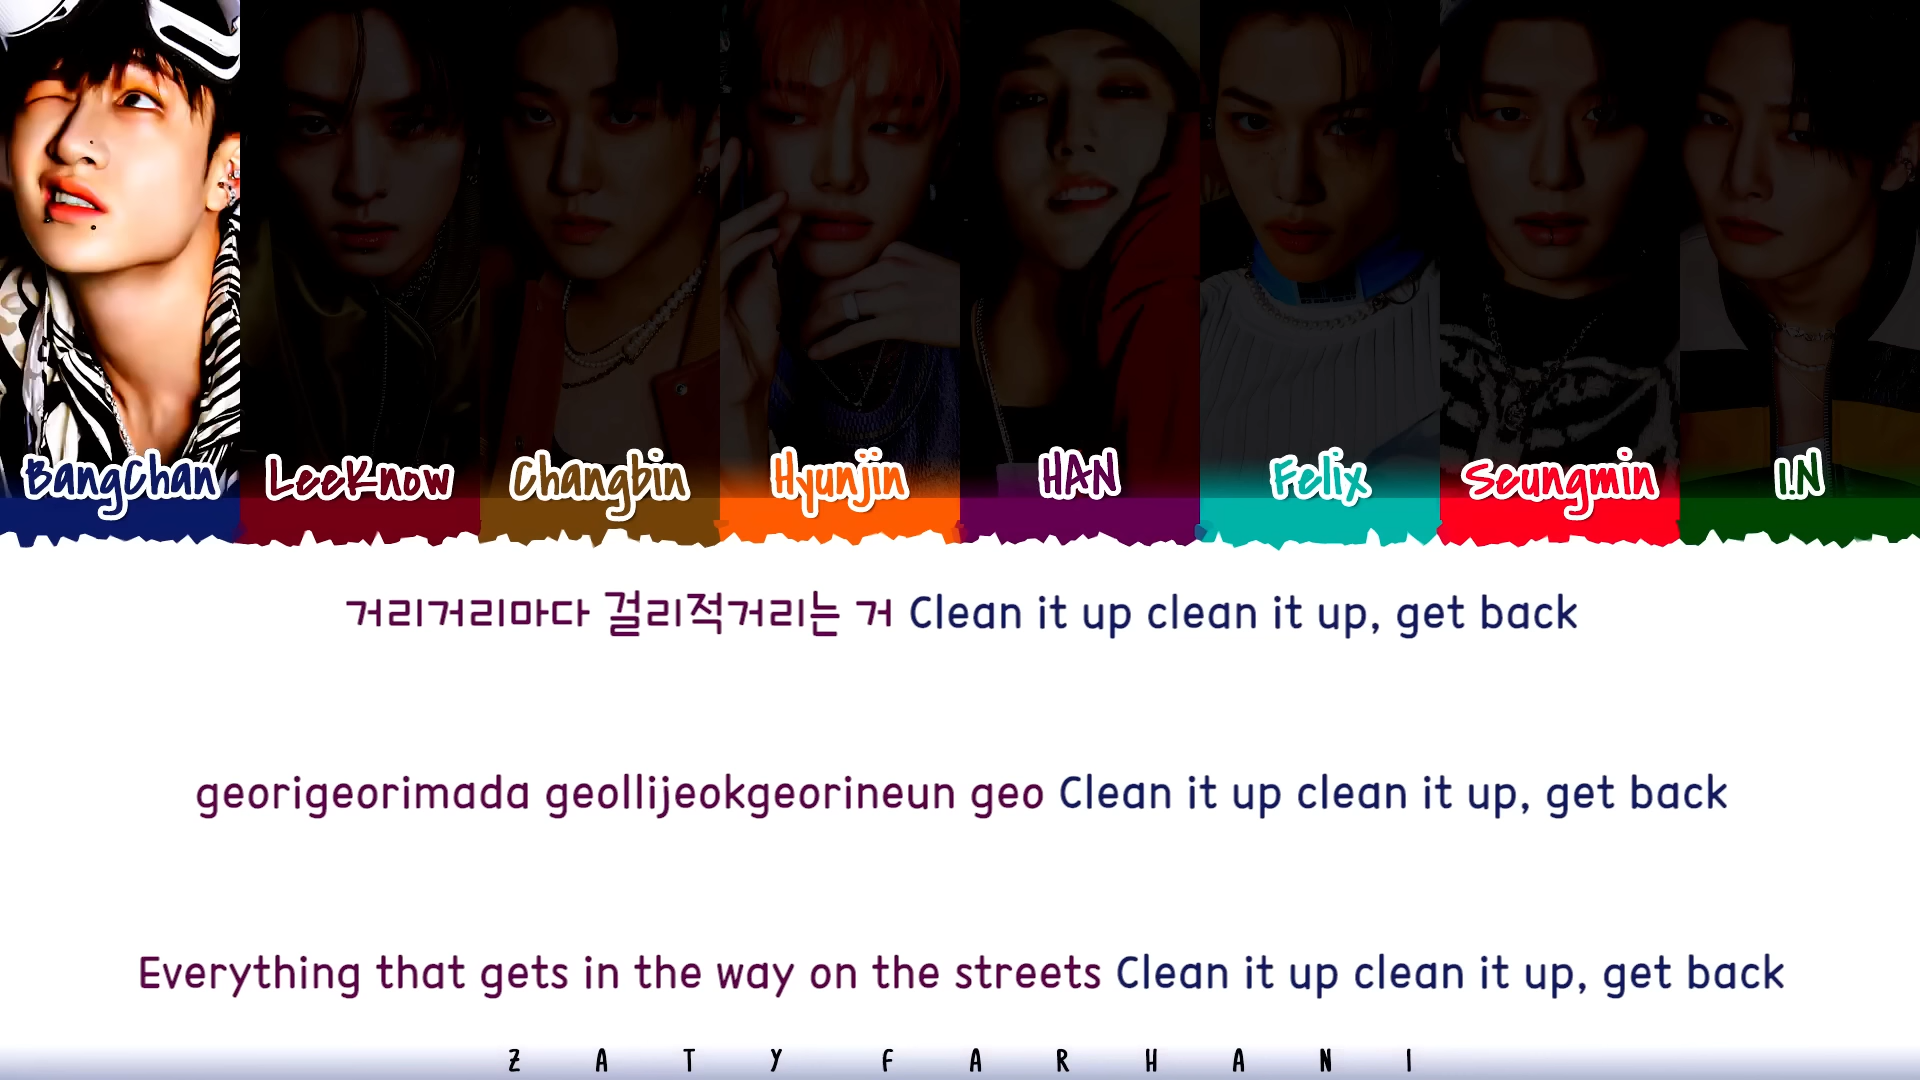 BangChan LeeKnow Changbin Hyunjin HAN Felix Seungmin I.N
거리거리마다 걸리적거리는 거 Clean it up clean it up, get back
georigeorimada geollijeokgeorineun geo Clean it up clean it up, get back
Everything that gets in the way on the streets Clean it up clean it up, get back
ZATY FARHANI